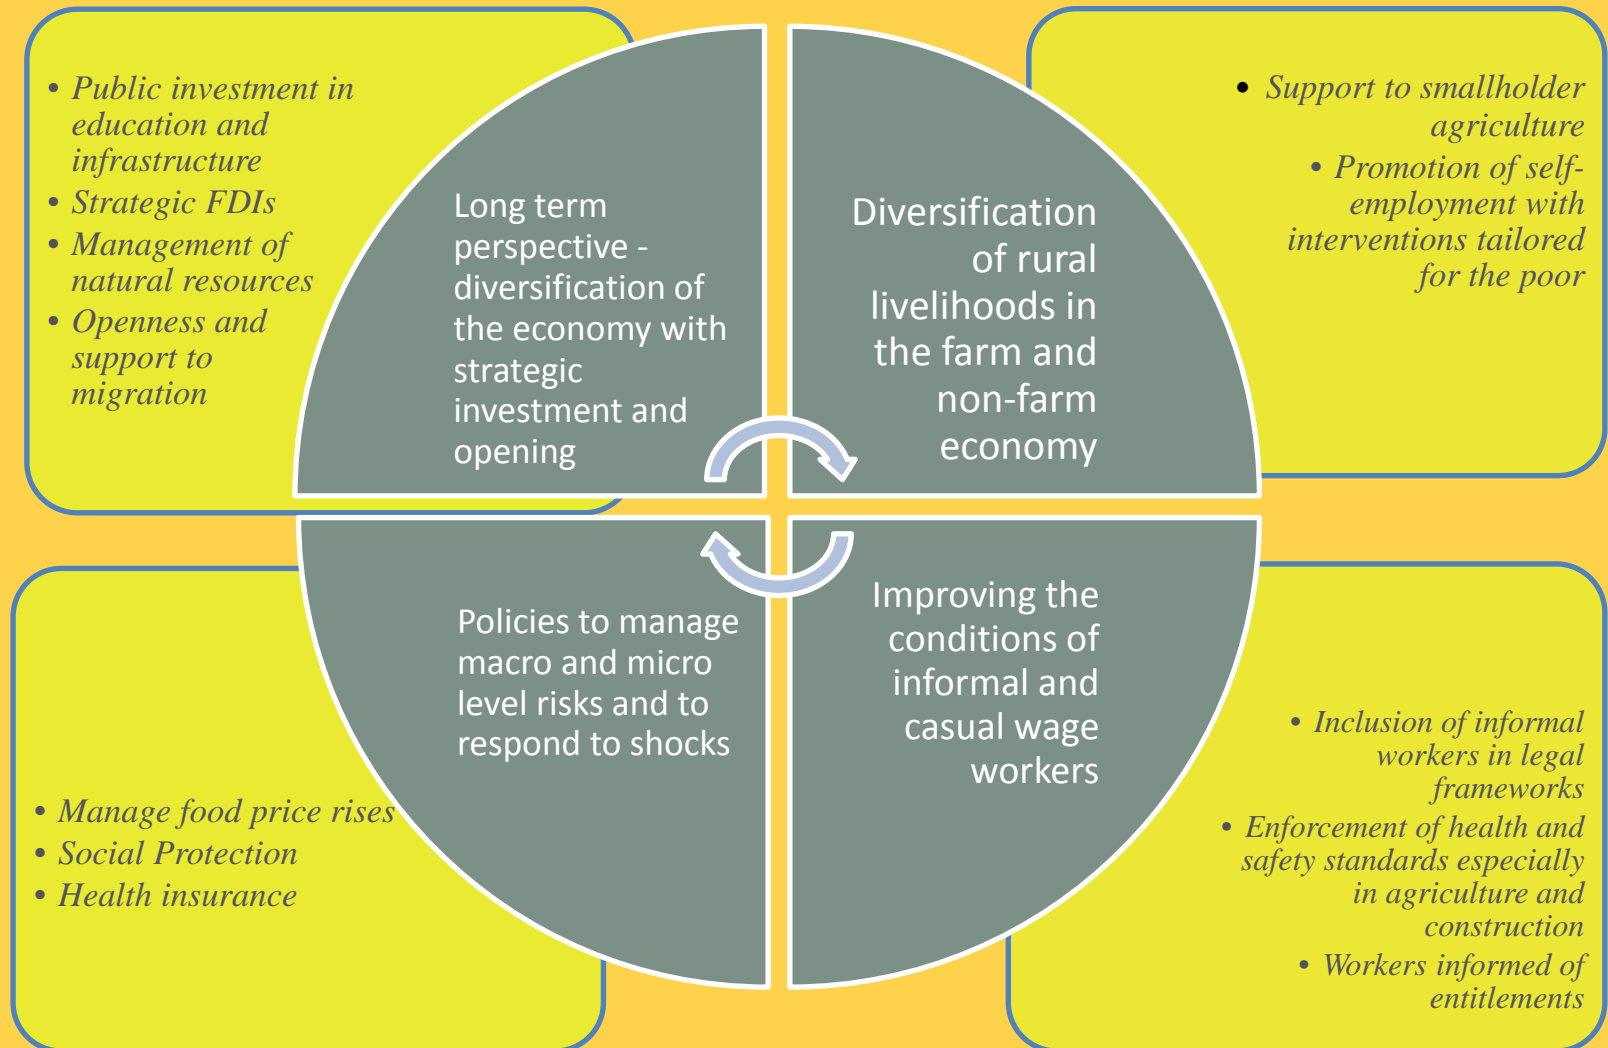 • Public investment in
education and
infrastructure
• Strategic FDIs
• Management of
natural resources
• Openness and
support to
migration
Long term
perspective -
diversification of
the economy with
strategic
investment and
opening
Diversification
of rural
livelihoods in
the farm and
non-farm
economy
• Support to smallholder
agriculture
• Promotion of self-
employment with
interventions tailored
for the poor
• Manage food price rises
• Social Protection
• Health insurance
Policies to manage
macro and micro
level risks and to
respond to shocks
Improving the
conditions of
informal and
casual wage
workers
• Inclusion of informal
workers in legal
frameworks
• Enforcement of health and
safety standards especially
in agriculture and
construction
• Workers informed of
entitlements